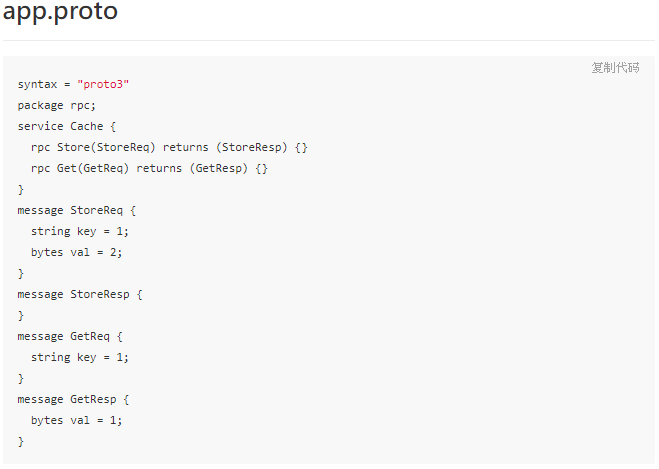 app.proto
复制代码
syntax = "proto3"
package rpc;
service Cache {
  rpc Store(StoreReq) returns (StoreResp) {}
  rpc Get(GetReq) returns (GetResp) {}
}
message StoreReq {
  string key = 1;
  bytes val = 2;
}
message StoreResp {
}
message GetReq {
  string key = 1;
}
message GetResp {
  bytes val = 1;
}